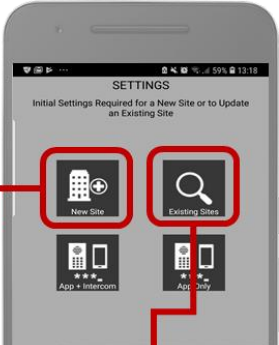 59% 13:18
SETTINGS
Initial Settings Required for a New Site or to Update
an Existing Site
New Site
Existing Sites
App + Intercom
App Only